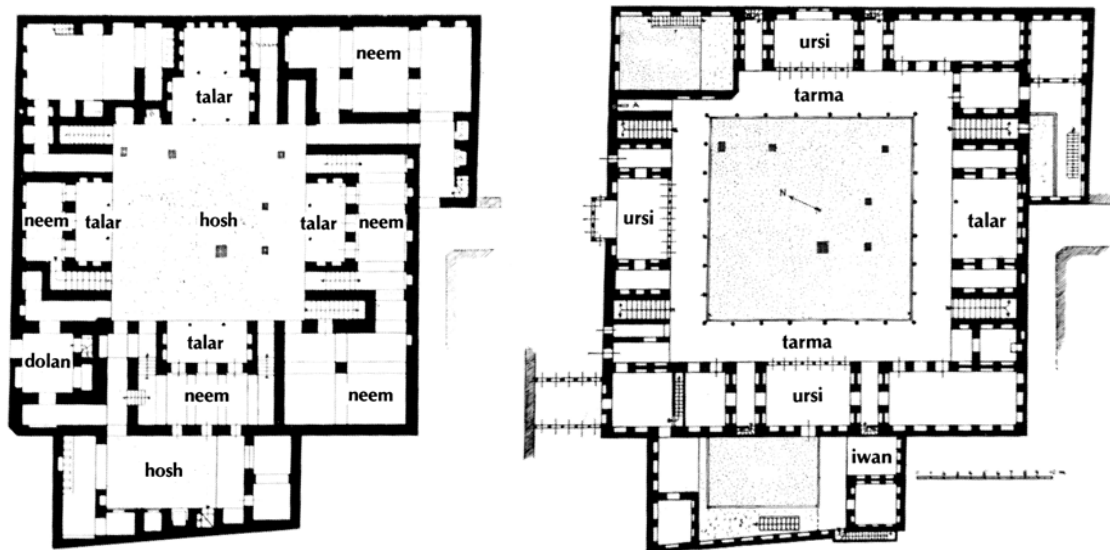 neem
talar
neem
talar
hosh
talar
neem
talar
dolan
neem
neem
hosh
ursi
tarma
A
ursi
N
talar
tarma
ursi
iwan